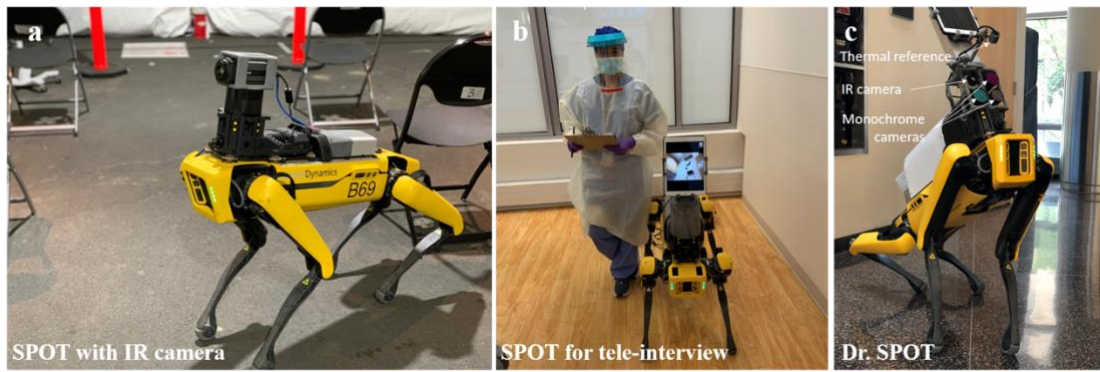 a
3
Dynamics
B69
SPOT with IR camera
b
SPOT for tele-interview
c
Thermal reference
IR camera
Monochrome
cameras
Dr. SPOT